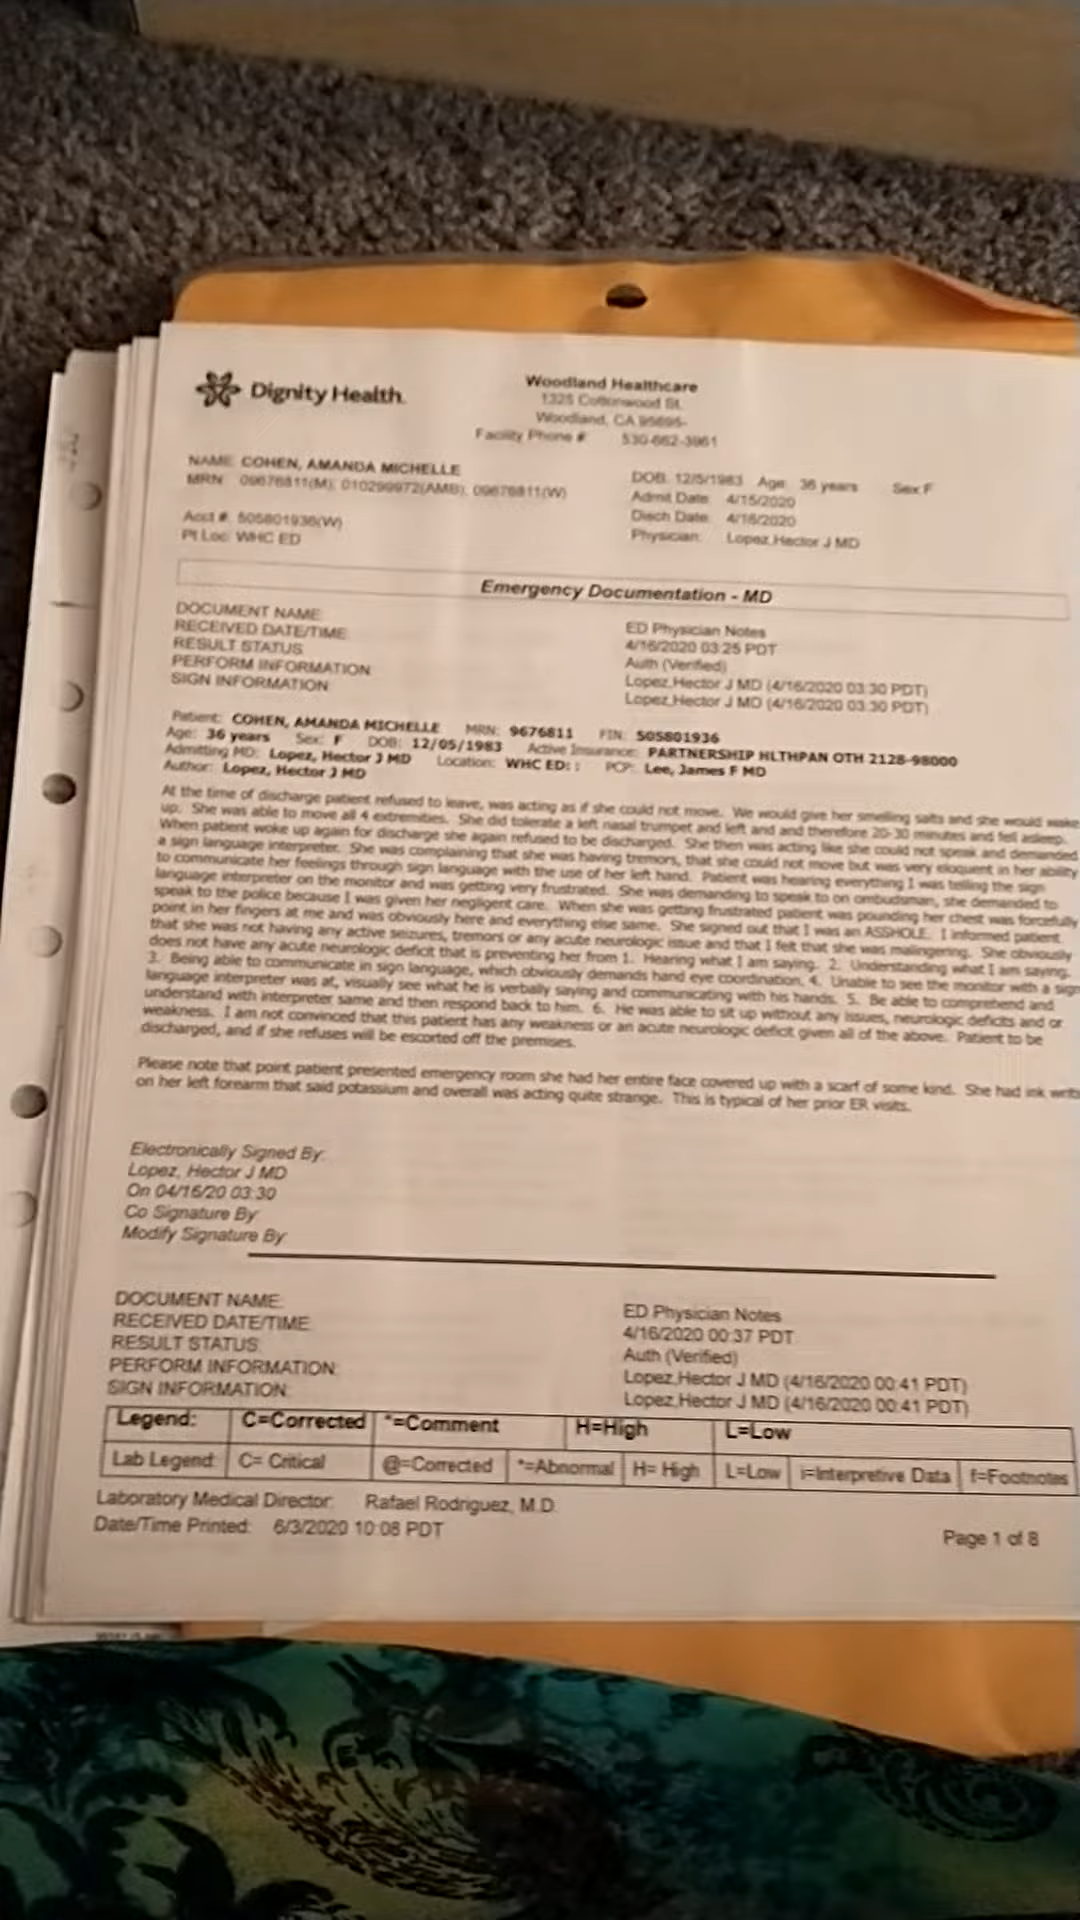 Dignity Health
Woodland Healthcare
1325 Cottonwood St.
Woodland, CA 95695-
Facility Phone # 530-662-3961
NAME: COHEN, AMANDA MICHELLE
MRN: 09676811(M); 010299972(AMB); 09676811(W)
DOB: 12/5/1983 Age: 36 years Sex: F
Admit Date: 4/15/2020
Disch Date: 4/16/2020
Physician: Lopez,Hector J MD
Acct #: 505801936(W)
Pt Loc: WHC ED
Emergency Documentation - MD
DOCUMENT NAME: ED Physician Notes
RECEIVED DATE/TIME: 4/16/2020 03:25 PDT
RESULT STATUS: Auth (Verified)
PERFORM INFORMATION: Lopez,Hector J MD (4/16/2020 03:30 PDT)
SIGN INFORMATION: Lopez,Hector J MD (4/16/2020 03:30 PDT)
Patient: COHEN, AMANDA MICHELLE MRN: 9676811 FIN: 505801936
Age: 36 years Sex: F DOB: 12/05/1983 Active Insurance: PARTNERSHIP HLTHPAN OTH 2128-98000
Admitting MD: Lopez, Hector J MD Location: WHC ED: : PCP: Lee, James F MD
Author: Lopez, Hector J MD
At the time of discharge patient refused to leave, was acting as if she could not move. We would give her smelling salts and she would wake
up. She was able to move all 4 extremities. She did tolerate a left nasal trumpet and left and and therefore 20-30 minutes and fell asleep.
When patient woke up again for discharge she again refused to be discharged. She then was acting like she could not speak and demanded
a sign language interpreter. She was complaining that she was having tremors, that she could not move but was very eloquent in her ability
to communicate her feelings through sign language with the use of her left hand. Patient was hearing everything I was telling the sign
language interpreter on the monitor and was getting very frustrated. She was demanding to speak to on ombudsman, she demanded to
speak to the police because I was given her negligent care. When she was getting frustrated patient was pounding her chest was forcefully
point in her fingers at me and was obviously here and everything else same. She signed out that I was an ASSHOLE. I informed patient
that she was not having any active seizures, tremors or any acute neurologic issue and that I felt that she was malingering. She obviously
does not have any acute neurologic deficit that is preventing her from 1. Hearing what I am saying. 2. Understanding what I am saying.
3. Being able to communicate in sign language, which obviously demands hand eye coordination. 4. Unable to see the monitor with a sign
language interpreter was at, visually see what he is verbally saying and communicating with his hands. 5. Be able to comprehend and
understand with interpreter same and then respond back to him. 6. He was able to sit up without any issues, neurologic deficits and or
weakness. I am not convinced that this patient has any weakness or an acute neurologic deficit given all of the above. Patient to be
discharged, and if she refuses will be escorted off the premises.
Please note that point patient presented emergency room she had her entire face covered up with a scarf of some kind. She had ink writt
on her left forearm that said potassium and overall was acting quite strange. This is typical of her prior ER visits.
Electronically Signed By:
Lopez, Hector J MD
On 04/16/20 03:30
Co Signature By:
Modify Signature By:
DOCUMENT NAME: ED Physician Notes
RECEIVED DATE/TIME: 4/16/2020 00:37 PDT
RESULT STATUS: Auth (Verified)
PERFORM INFORMATION: Lopez,Hector J MD (4/16/2020 00:41 PDT)
SIGN INFORMATION: Lopez,Hector J MD (4/16/2020 00:41 PDT)
Legend: C=Corrected *=Comment H=High L=Low
Lab Legend: C= Critical @=Corrected *=Abnormal H= High L=Low i=Interpretive Data f=Footnotes
Laboratory Medical Director: Rafael Rodriguez, M.D.
Date/Time Printed: 6/3/2020 10:08 PDT
Page 1 of 8